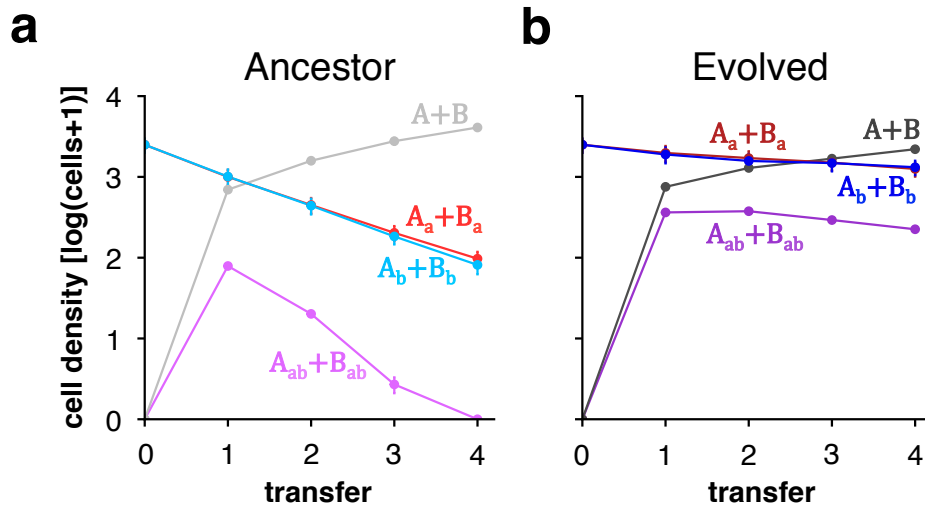 a
Ancestor
cell density [log(cells+1)]
4
3
2
1
0
A+B
Aa+Ba
Ab+Bb
Aab+Bab
0 1 2 3 4
transfer
b
Evolved
Aa+Ba
A+B
Ab+Bb
Aab+Bab
0 1 2 3 4
transfer